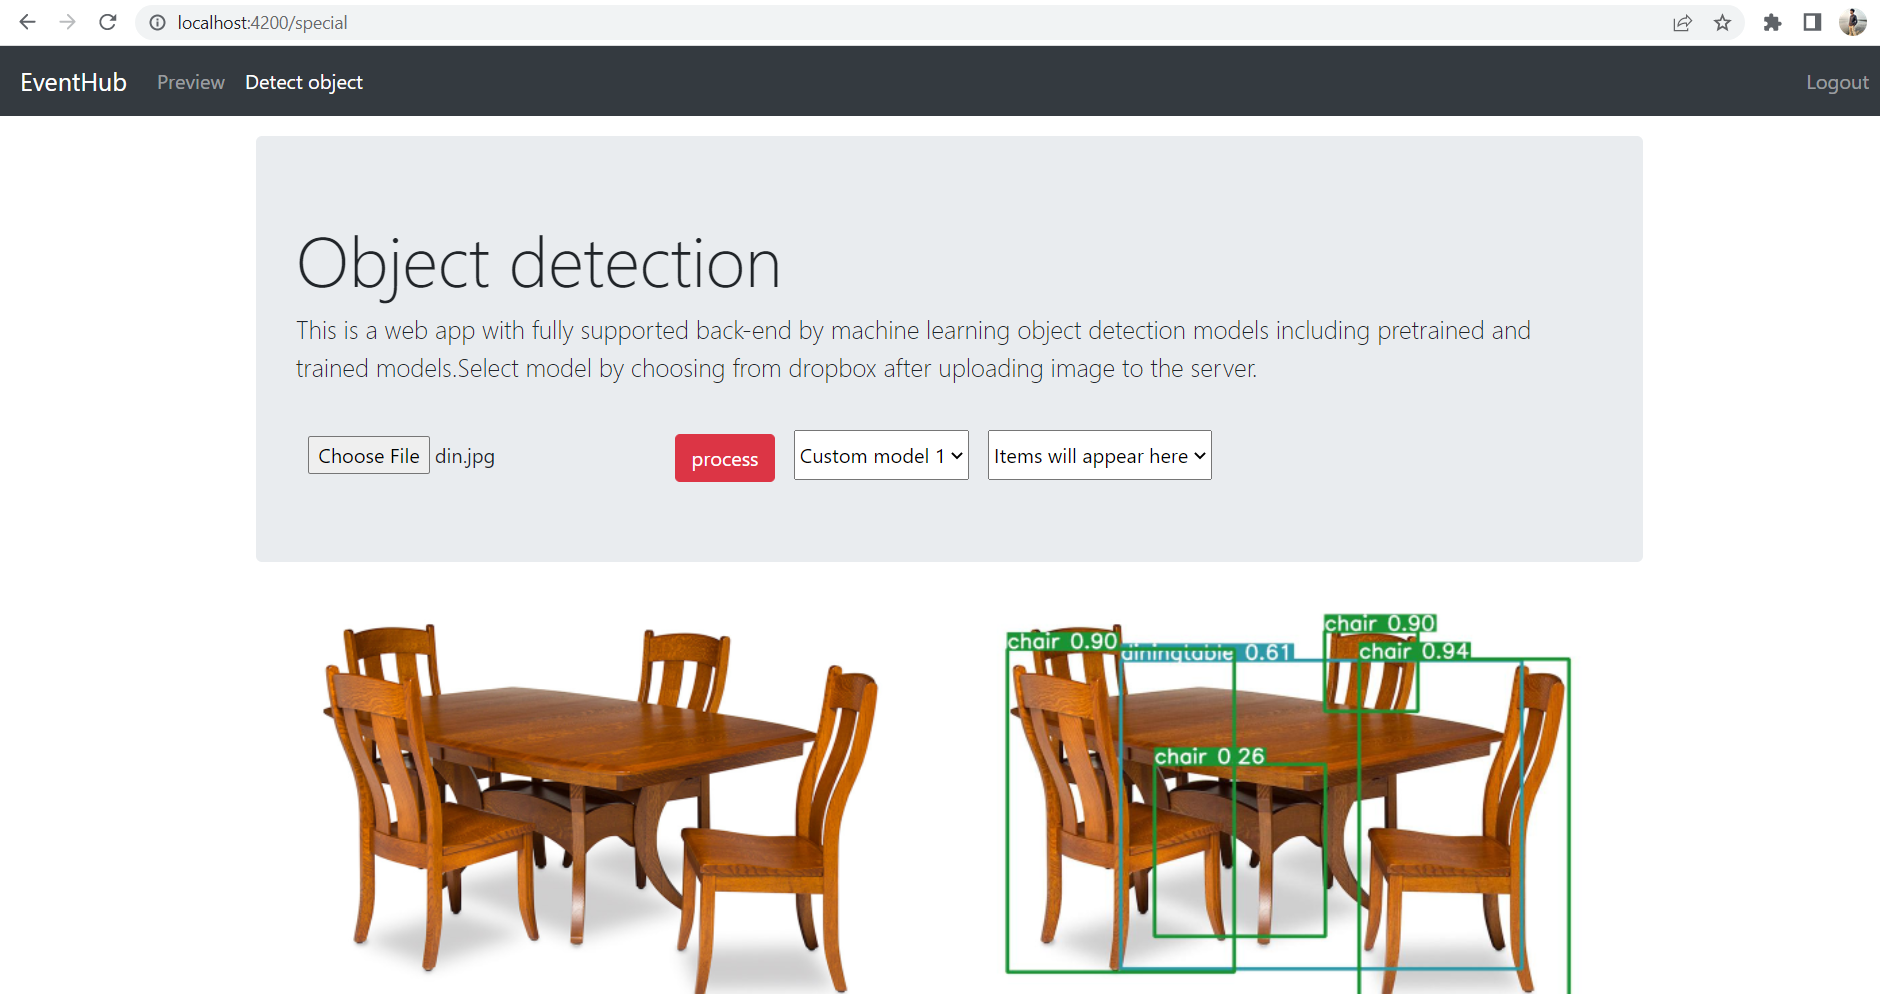 localhost:4200/special
EventHub
Preview
Detect object
Logout
Object detection
This is a web app with fully supported back-end by machine learning object detection models including pretrained and
trained models.Select model by choosing from dropbox after uploading image to the server.
Choose File din.jpg
process
Custom model 1
Items will appear here
chair 0.90
chair 0.90
diningtable 0.61
chair 0.94
chair 0 26